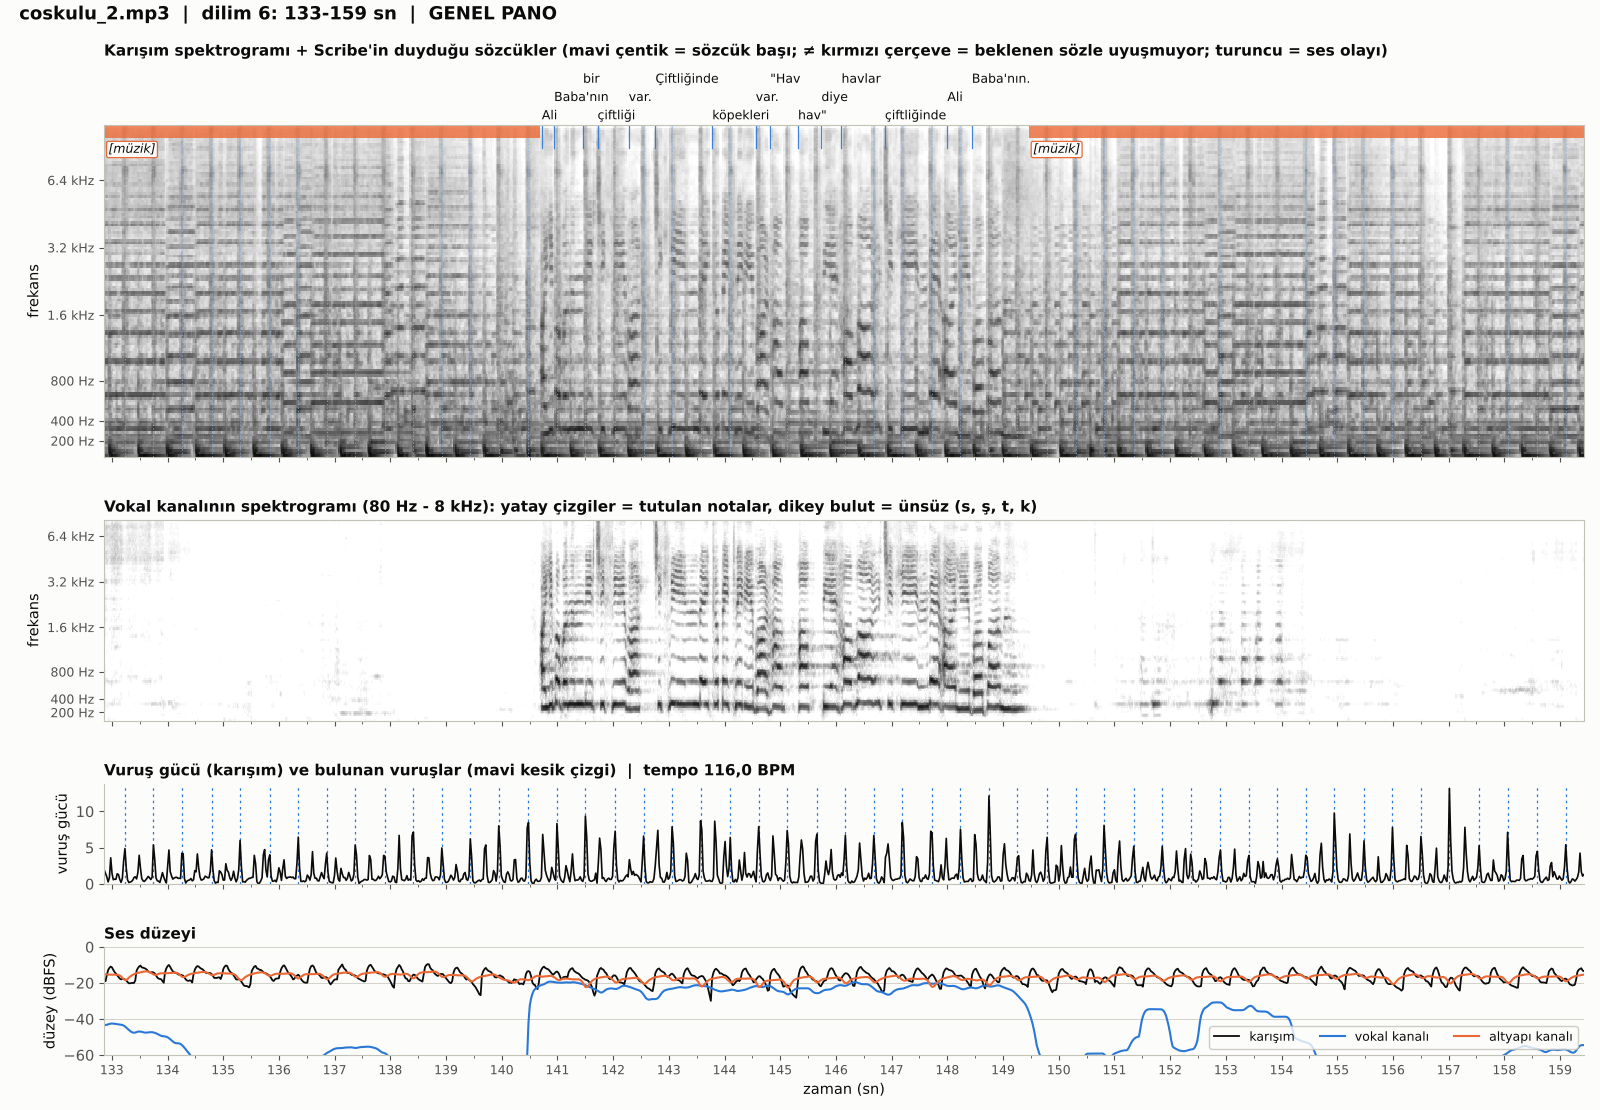 coskulu_2.mp3 | dilim 6: 133-159 sn | GENEL PANO
Karışım spektrogramı + Scribe'in duyduğu sözcükler (mavi çentik = sözcük başı; ≠ kırmızı çerçeve = beklenen sözle uyuşmuyor; turuncu = ses olayı)
bir Çiftliğinde "Hav havlar Baba'nın.
Baba'nın var. var. diye Ali
Ali çiftliği köpekleri hav" çiftliğinde
[müzik] [müzik]
6.4 kHz
3.2 kHz
1.6 kHz
800 Hz
400 Hz
200 Hz
frekans
Vokal kanalının spektrogramı (80 Hz - 8 kHz): yatay çizgiler = tutulan notalar, dikey bulut = ünsüz (s, ş, t, k)
6.4 kHz
3.2 kHz
1.6 kHz
800 Hz
400 Hz
200 Hz
frekans
Vuruş gücü (karışım) ve bulunan vuruşlar (mavi kesik çizgi) | tempo 116,0 BPM
10
5
0
vuruş gücü
Ses düzeyi
0
−20
−40
−60
düzey (dBFS)
karışım vokal kanalı altyapı kanalı
133 134 135 136 137 138 139 140 141 142 143 144 145 146 147 148 149 150 151 152 153 154 155 156 157 158 159
zaman (sn)